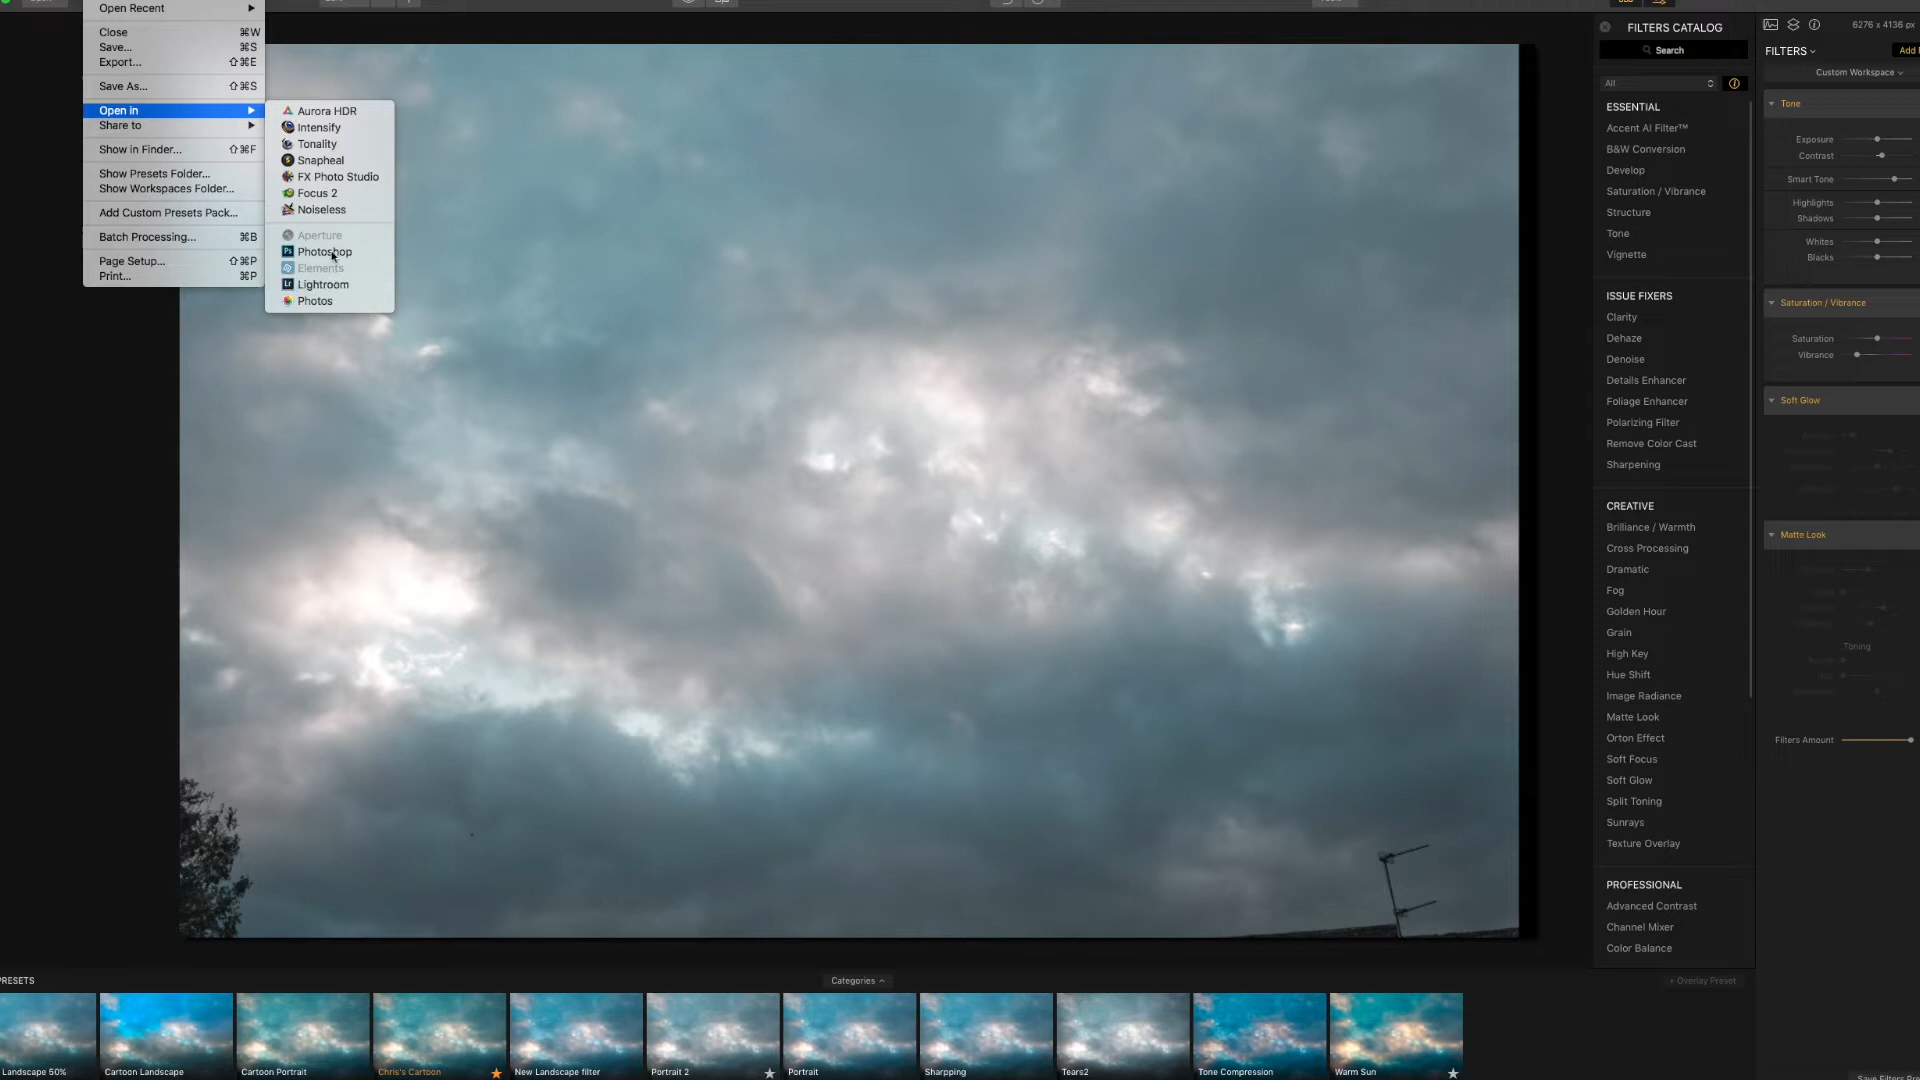 Open Recent
Close ⌘W
Save... ⌘S
Export... ⇧⌘E
Save As... ⇧⌘S
Open in
Share to
Show in Finder... ⇧⌘F
Show Presets Folder...
Show Workspaces Folder...
Add Custom Presets Pack...
Batch Processing... ⌘B
Page Setup... ⇧⌘P
Print... ⌘P
Aurora HDR
Intensify
Tonality
Snapheal
FX Photo Studio
Focus 2
Noiseless
Aperture
Photoshop
Elements
Lightroom
Photos
FILTERS CATALOG
Search
All
ESSENTIAL
Accent AI Filter™
B&W Conversion
Develop
Saturation / Vibrance
Structure
Tone
Vignette
ISSUE FIXERS
Clarity
Dehaze
Denoise
Details Enhancer
Foliage Enhancer
Polarizing Filter
Remove Color Cast
Sharpening
CREATIVE
Brilliance / Warmth
Cross Processing
Dramatic
Fog
Golden Hour
Grain
High Key
Hue Shift
Image Radiance
Matte Look
Orton Effect
Soft Focus
Soft Glow
Split Toning
Sunrays
Texture Overlay
PROFESSIONAL
Advanced Contrast
Channel Mixer
Color Balance
6276 x 4136 px
FILTERS
Add
Custom Workspace
Tone
Exposure
Contrast
Smart Tone
Highlights
Shadows
Whites
Blacks
Saturation / Vibrance
Saturation
Vibrance
Soft Glow
Matte Look
Toning
Filters Amount
RESETS
Categories
+ Overlay Preset
Landscape 50%
Cartoon Landscape
Cartoon Portrait
Chris's Cartoon
New Landscape filter
Portrait 2
Portrait
Sharpping
Tears2
Tone Compression
Warm Sun